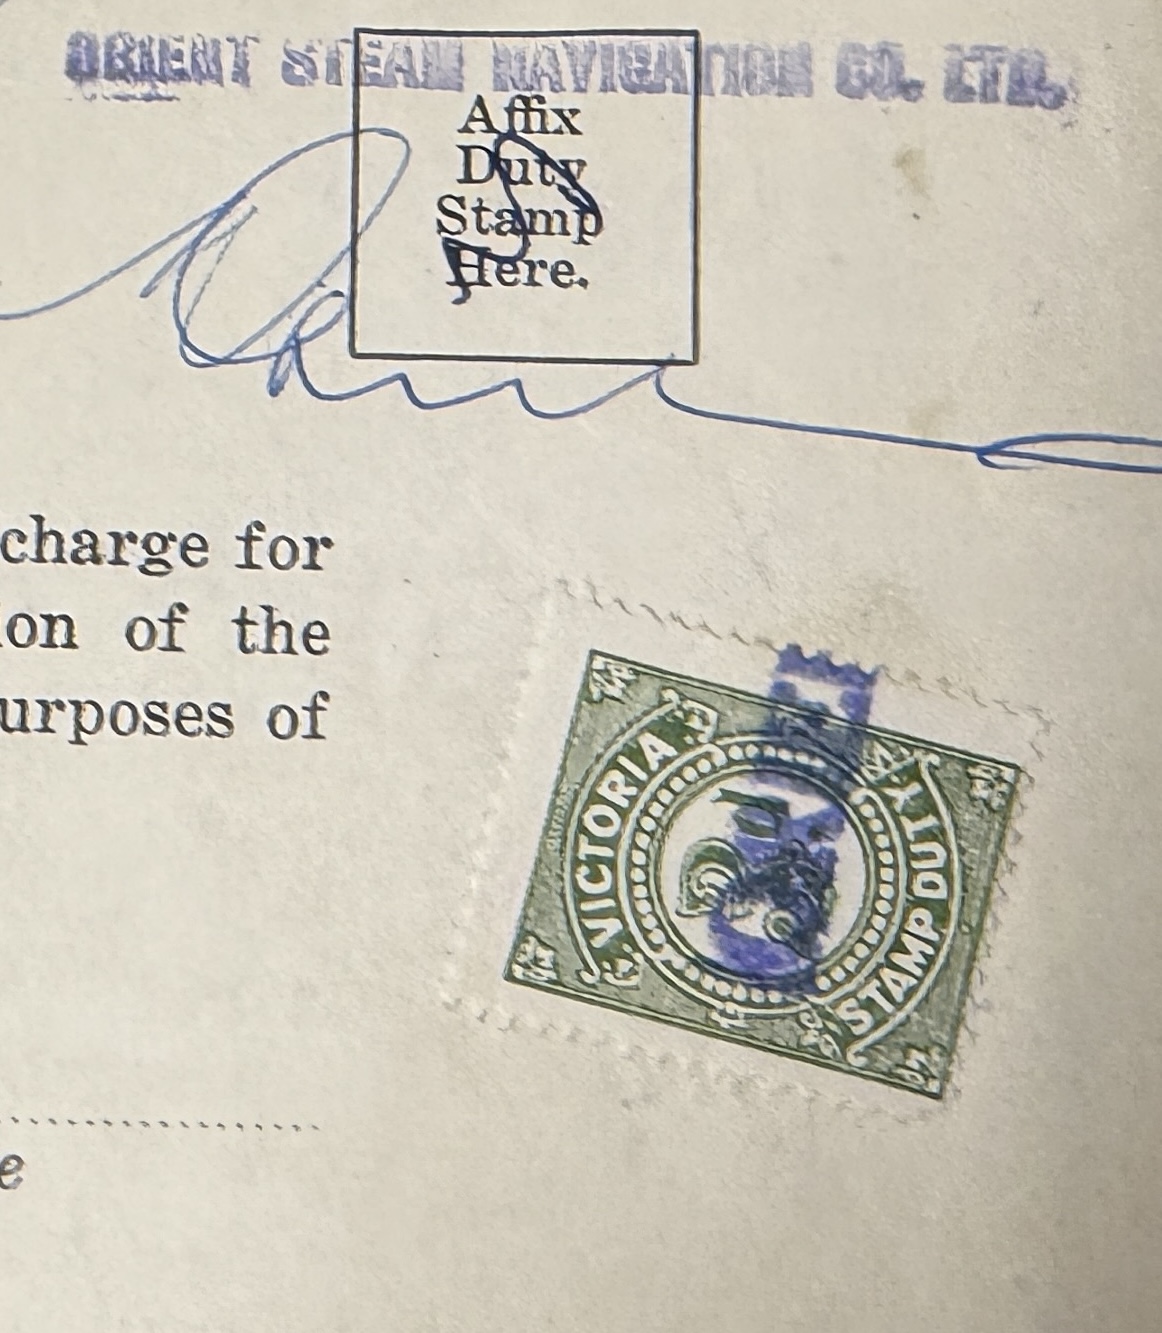 ORIENT STEAM NAVIGATION CO. LTD.
Affix
Duty
Stamp
Here.
charge for
on of the
urposes of
VICTORIA
STAMP DUTY
e